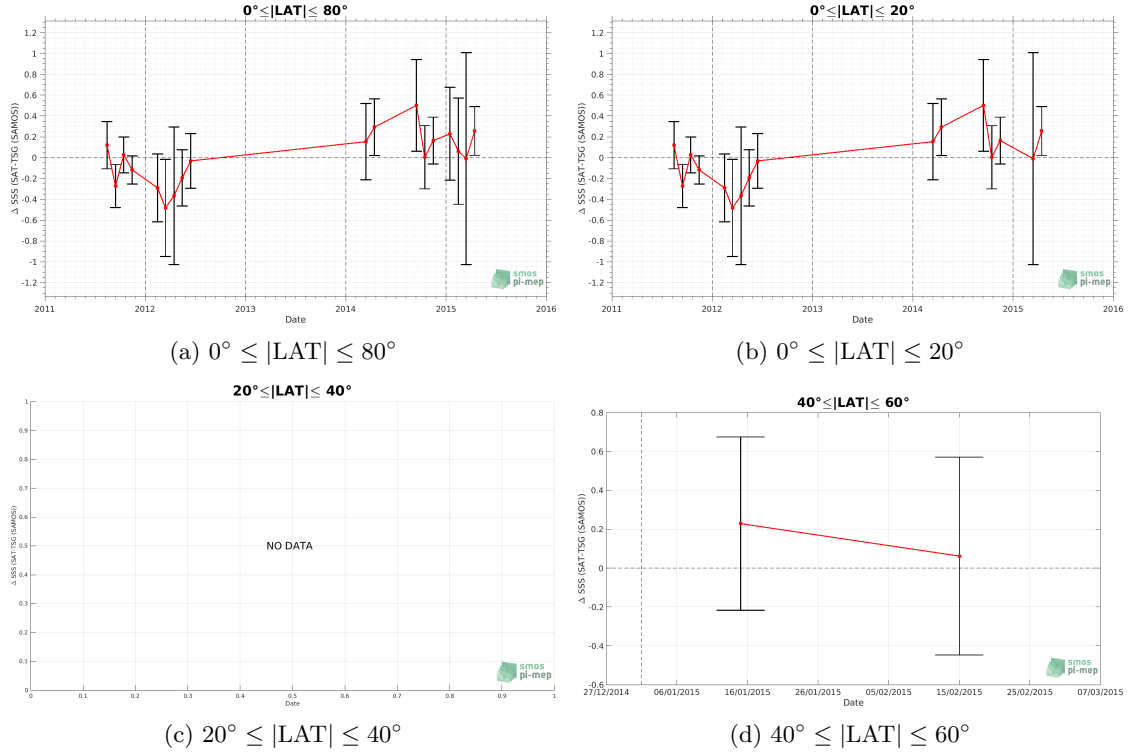 0°≤|LAT|≤ 80°
1.2
1
0.8
0.6
0.4
0.2
0
-0.2
-0.4
-0.6
-0.8
-1
-1.2
Δ SSS (SAT-TSG (SAMOS))
2011 2012 2013 2014 2015 2016
Date
smos
pi-mep
(a) 0° ≤ |LAT| ≤ 80°
0°≤|LAT|≤ 20°
1.2
1
0.8
0.6
0.4
0.2
0
-0.2
-0.4
-0.6
-0.8
-1
-1.2
Δ SSS (SAT-TSG (SAMOS))
2011 2012 2013 2014 2015 2016
Date
smos
pi-mep
(b) 0° ≤ |LAT| ≤ 20°
20°≤|LAT|≤ 40°
1
0.9
0.8
0.7
0.6
0.5
0.4
0.3
0.2
0.1
0
Δ SSS (SAT-TSG (SAMOS))
NO DATA
0 0.1 0.2 0.3 0.4 0.5 0.6 0.7 0.8 0.9 1
Date
smos
pi-mep
(c) 20° ≤ |LAT| ≤ 40°
40°≤|LAT|≤ 60°
0.8
0.6
0.4
0.2
0
-0.2
-0.4
-0.6
Δ SSS (SAT-TSG (SAMOS))
27/12/2014 06/01/2015 16/01/2015 26/01/2015 05/02/2015 15/02/2015 25/02/2015 07/03/2015
Date
smos
pi-mep
(d) 40° ≤ |LAT| ≤ 60°